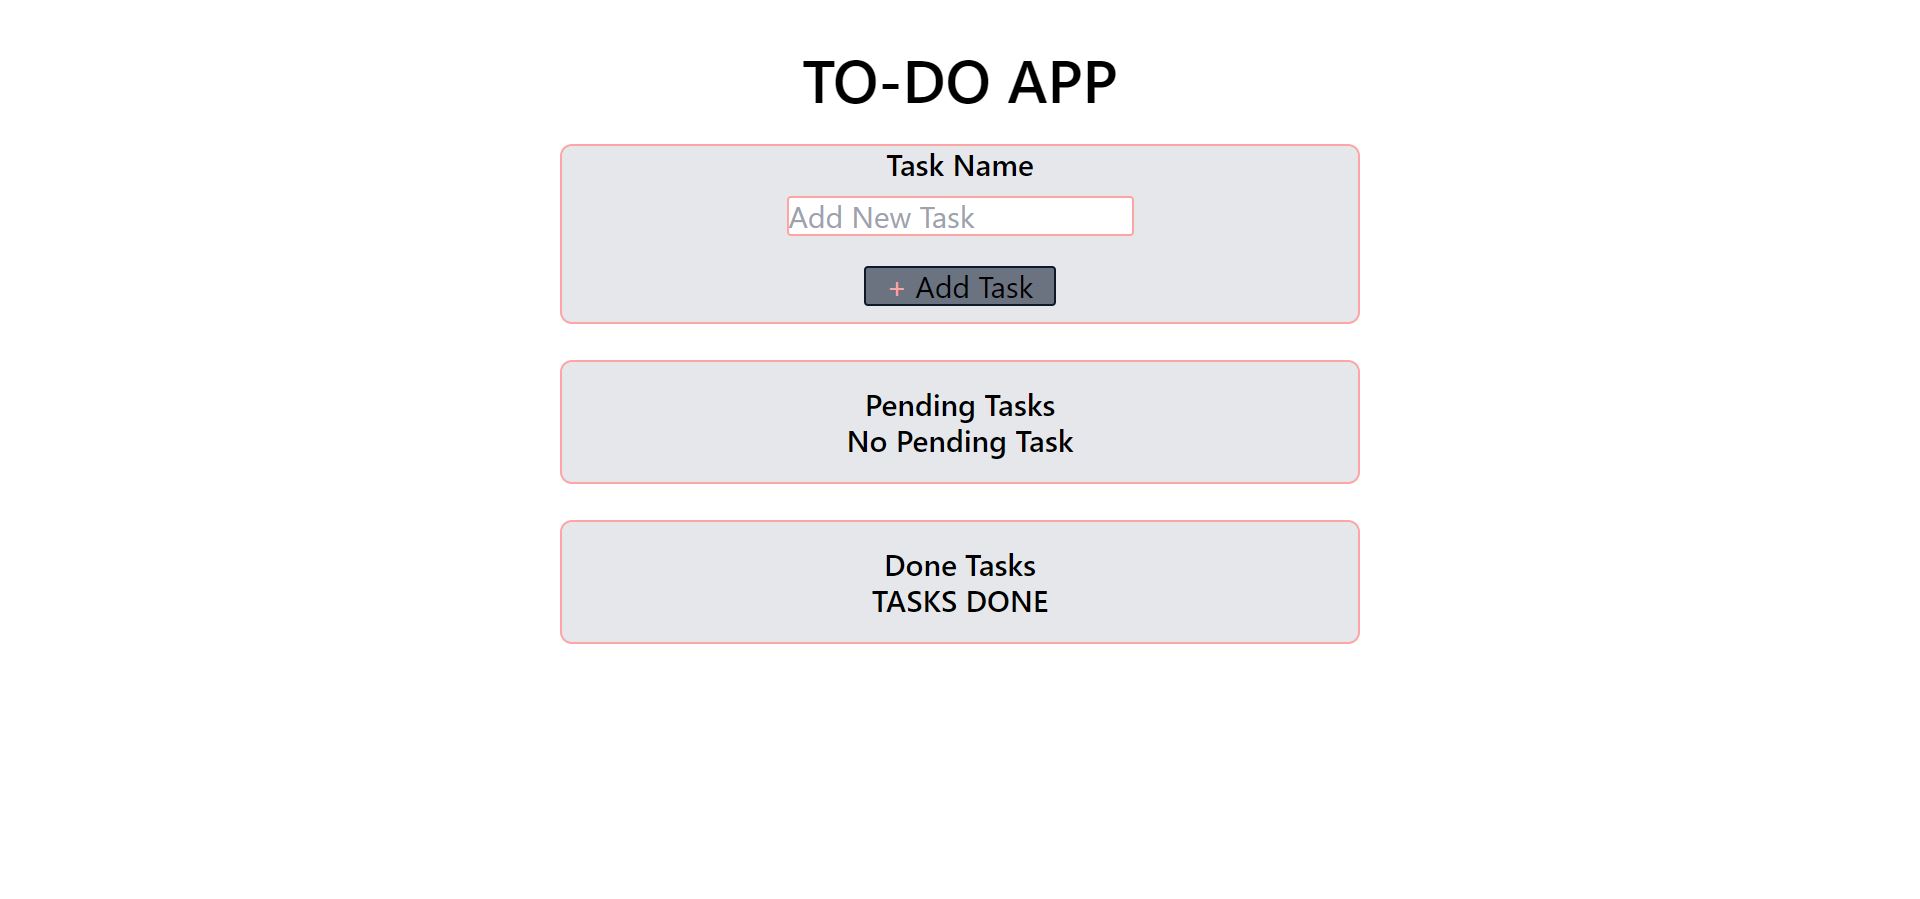 TO-DO APP
Task Name
Add New Task
+ Add Task
Pending Tasks
No Pending Task
Done Tasks
TASKS DONE